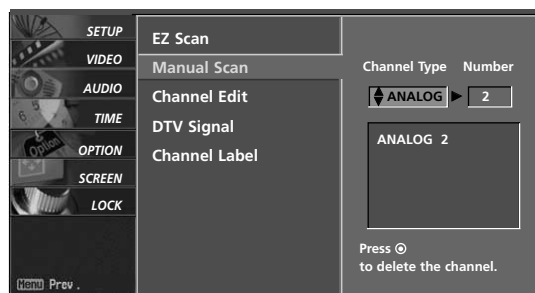 SETUP
VIDEO
AUDIO
TIME
OPTION
SCREEN
LOCK
Menu Prev.
EZ Scan
Manual Scan
Channel Edit
DTV Signal
Channel Label
Channel Type Number
ANALOG 2
ANALOG 2
Press
to delete the channel.